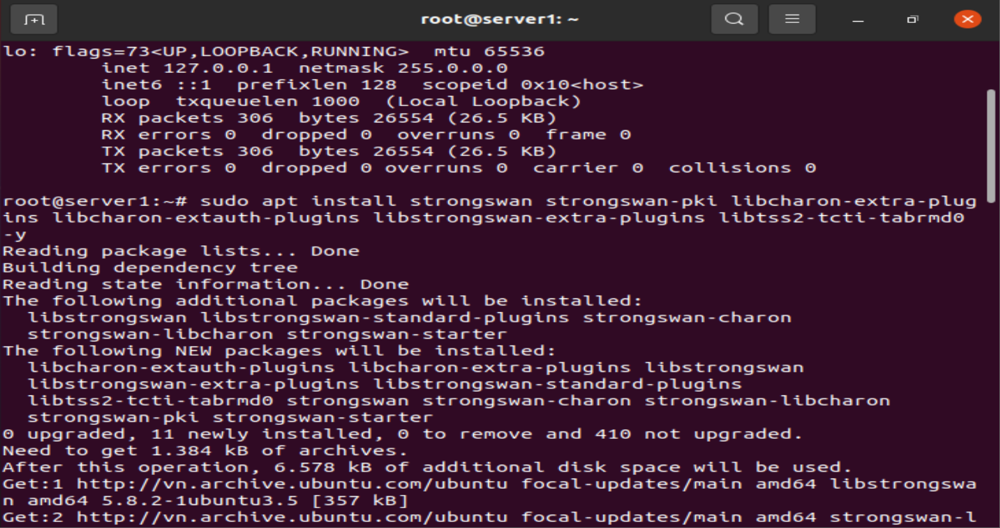 root@server1: ~
lo: flags=73<UP,LOOPBACK,RUNNING>  mtu 65536
        inet 127.0.0.1  netmask 255.0.0.0
        inet6 ::1  prefixlen 128  scopeid 0x10<host>
        loop  txqueuelen 1000  (Local Loopback)
        RX packets 306  bytes 26554 (26.5 KB)
        RX errors 0  dropped 0  overruns 0  frame 0
        TX packets 306  bytes 26554 (26.5 KB)
        TX errors 0  dropped 0 overruns 0  carrier 0  collisions 0
root@server1:~# sudo apt install strongswan strongswan-pki libcharon-extra-plug
ins libcharon-extauth-plugins libstrongswan-extra-plugins libtss2-tcti-tabrmd0
-y
Reading package lists... Done
Building dependency tree
Reading state information... Done
The following additional packages will be installed:
  libstrongswan libstrongswan-standard-plugins strongswan-charon
  strongswan-libcharon strongswan-starter
The following NEW packages will be installed:
  libcharon-extauth-plugins libcharon-extra-plugins libstrongswan
  libstrongswan-extra-plugins libstrongswan-standard-plugins
  libtss2-tcti-tabrmd0 strongswan strongswan-charon strongswan-libcharon
  strongswan-pki strongswan-starter
0 upgraded, 11 newly installed, 0 to remove and 410 not upgraded.
Need to get 1.384 kB of archives.
After this operation, 6.578 kB of additional disk space will be used.
Get:1 http://vn.archive.ubuntu.com/ubuntu focal-updates/main amd64 libstrongswa
n amd64 5.8.2-1ubuntu3.5 [357 kB]
Get:2 http://vn.archive.ubuntu.com/ubuntu focal-updates/main amd64 strongswan-l